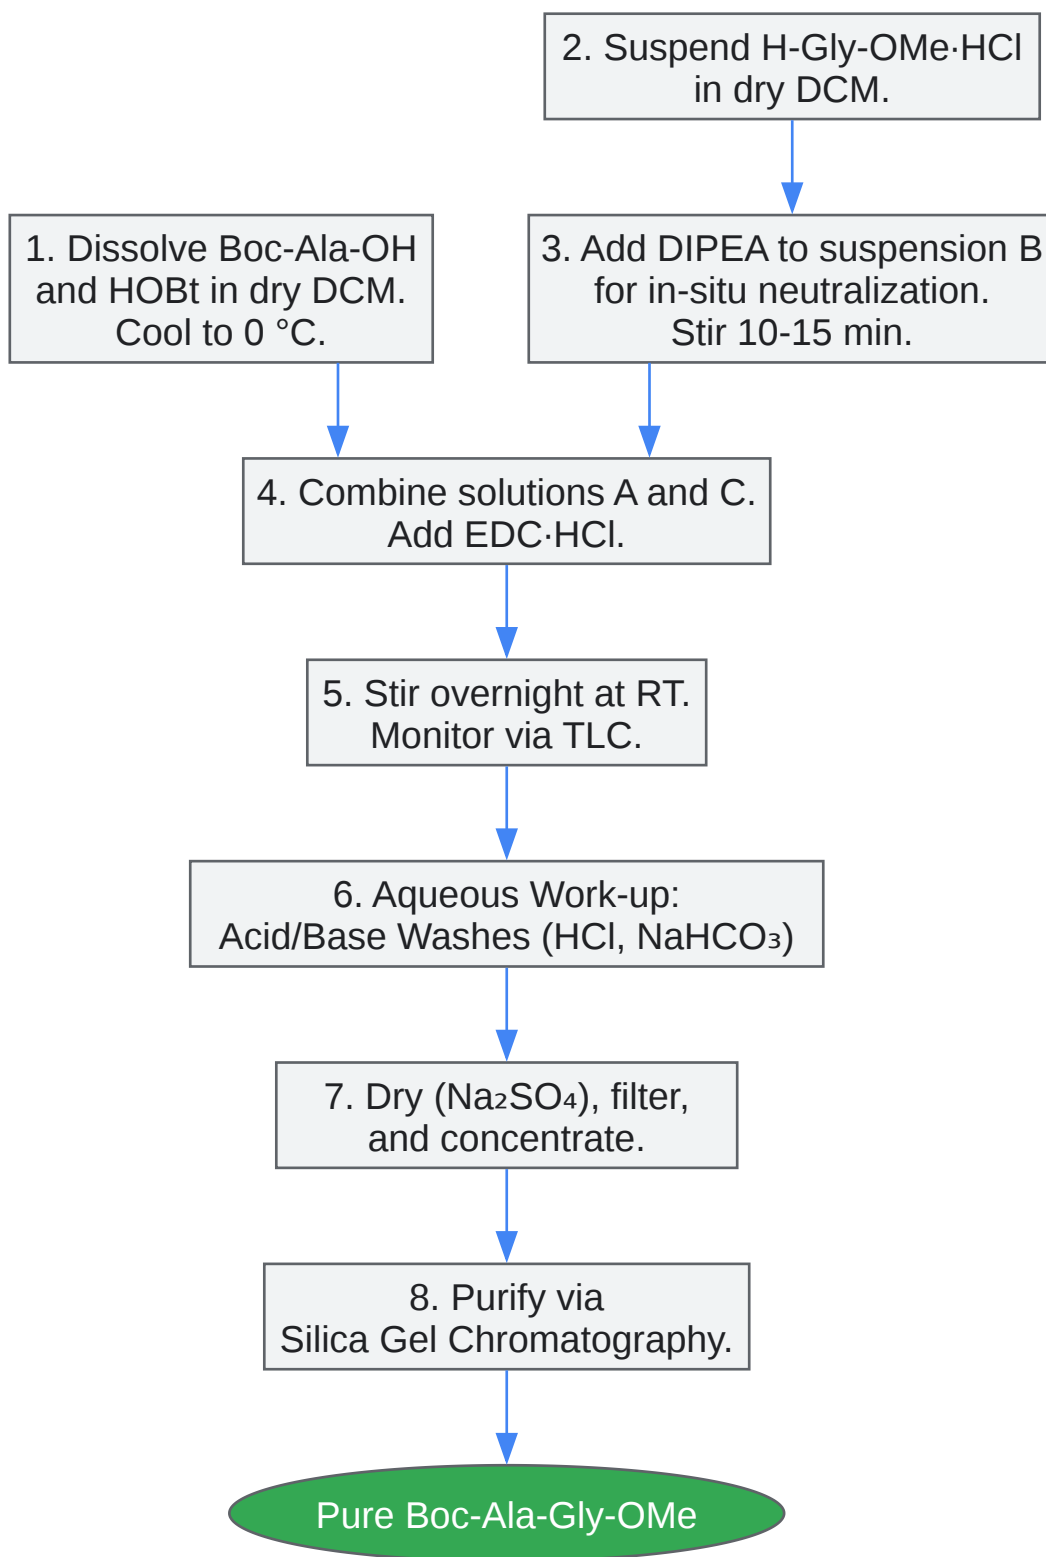 2. Suspend H-Gly-OMe·HCl
in dry DCM.
1. Dissolve Boc-Ala-OH
and HOBt in dry DCM.
Cool to 0 °C.
3. Add DIPEA to suspension B
for in-situ neutralization.
Stir 10-15 min.
4. Combine solutions A and C.
Add EDC·HCl.
5. Stir overnight at RT.
Monitor via TLC.
6. Aqueous Work-up:
Acid/Base Washes (HCl, NaHCO₃)
7. Dry (Na₂SO₄), filter,
and concentrate.
8. Purify via
Silica Gel Chromatography.
Pure Boc-Ala-Gly-OMe